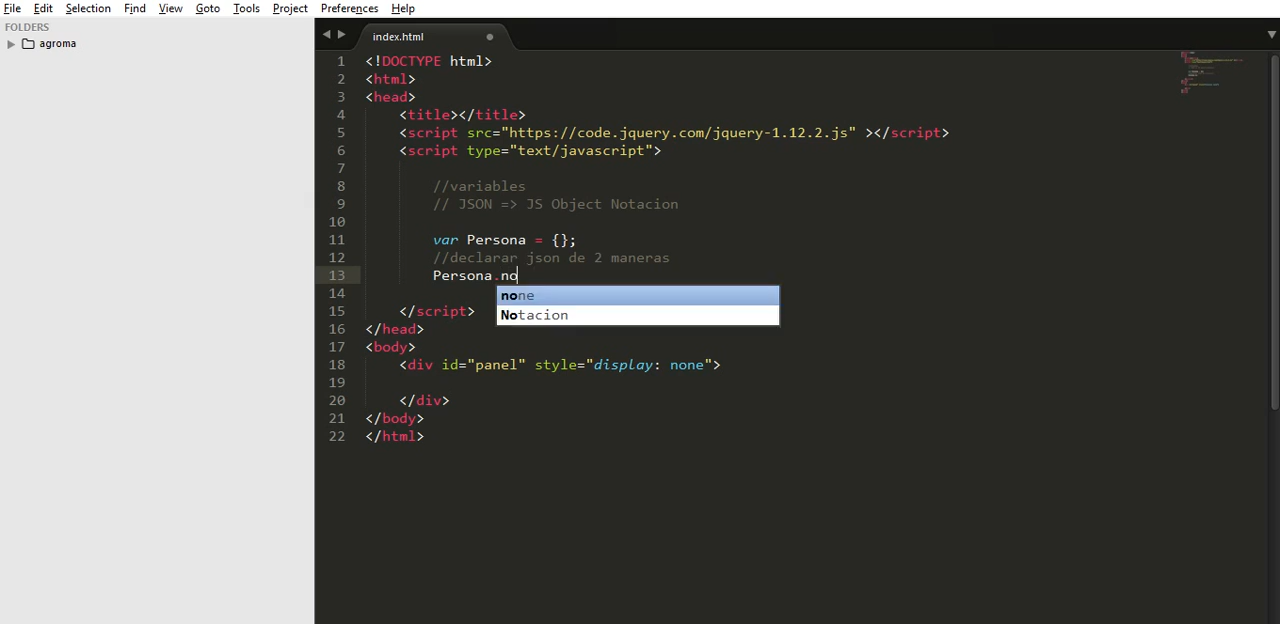 File Edit Selection Find View Goto Tools Project Preferences Help
FOLDERS
agroma
index.html
1 <!DOCTYPE html>
2 <html>
3 <head>
4 <title></title>
5 <script src="https://code.jquery.com/jquery-1.12.2.js" ></script>
6 <script type="text/javascript">
7
8 //variables
9 // JSON => JS Object Notacion
10
11 var Persona = {};
12 //declarar json de 2 maneras
13 Persona.no
none
Notacion
14
15 </script>
16 </head>
17 <body>
18 <div id="panel" style="display: none">
19
20 </div>
21 </body>
22 </html>